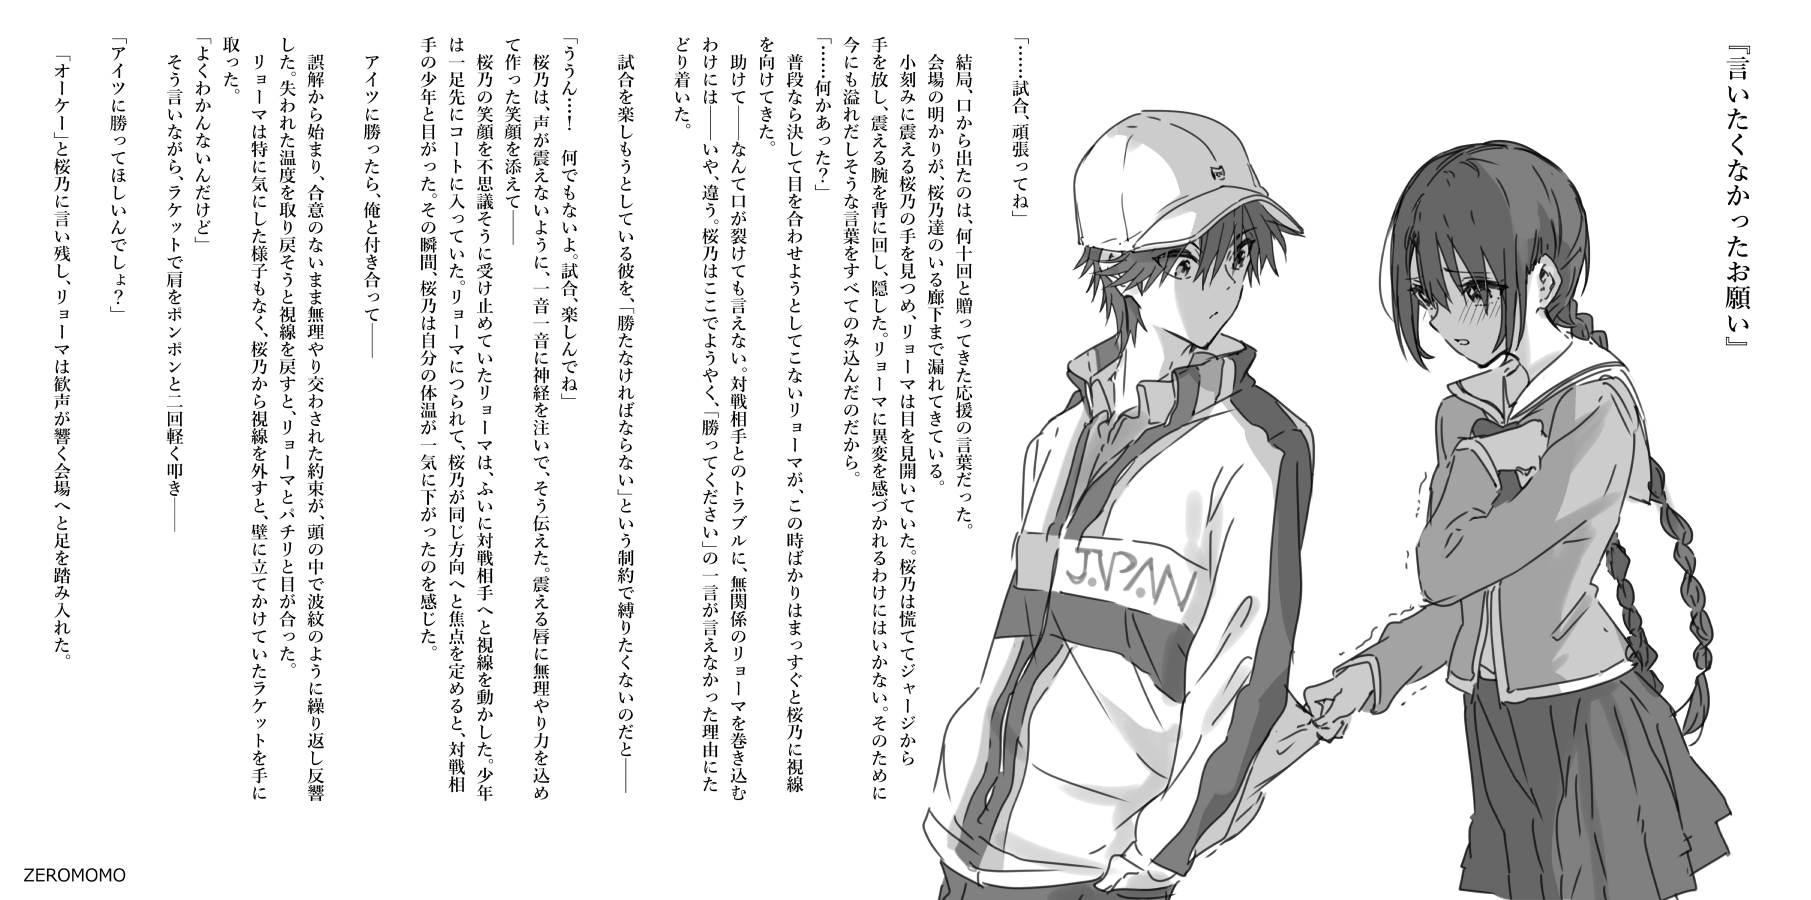 『言いたくなかったお願い』
「……試合、頑張ってね」
結局、口から出たのは、何十回と贈ってきた応援の言葉だった。
会場の明かりが、桜乃達のいる廊下まで漏れてきている。
小刻みに震える桜乃の手を見つめ、リョーマは目を見開いていた。桜乃は慌ててジャージから
手を放し、震える腕を背に回し、隠した。リョーマに異変を感づかれるわけにはいかない。そのために
今にも溢れだしそうな言葉をすべてのみ込んだのだから。
「……何かあった？」
普段なら決して目を合わせようとしてこないリョーマが、この時ばかりはまっすぐと桜乃に視線
を向けてきた。
助けて――なんて口が裂けても言えない。対戦相手とのトラブルに、無関係のリョーマを巻き込む
わけには――いや、違う。桜乃はここでようやく、「勝ってください」の一言が言えなかった理由にた
どり着いた。
試合を楽しもうとしている彼を、「勝たなければならない」という制約で縛りたくないのだと――
「ううん……！　何でもないよ。試合、楽しんでね」
桜乃は、声が震えないように、一音一音に神経を注いで、そう伝えた。震える唇に無理やり力を込め
て作った笑顔を添えて――
桜乃の笑顔を不思議そうに受け止めていたリョーマは、ふいに対戦相手へと視線を動かした。少年
は一足先にコートに入っていた。リョーマにつられて、桜乃が同じ方向へと焦点を定めると、対戦相
手の少年と目がった。その瞬間、桜乃は自分の体温が一気に下がったのを感じた。
アイツに勝ったら、俺と付き合って――
誤解から始まり、合意のないまま無理やり交わされた約束が、頭の中で波紋のように繰り返し反響
した。失われた温度を取り戻そうと視線を戻すと、リョーマとパチリと目が合った。
リョーマは特に気にした様子もなく、桜乃から視線を外すと、壁に立てかけていたラケットを手に
取った。
「よくわかんないんだけど」
そう言いながら、ラケットで肩をポンポンと二回軽く叩き――
「アイツに勝ってほしいんでしょ？」
「オーケー」と桜乃に言い残し、リョーマは歓声が響く会場へと足を踏み入れた。
JAPAN
ZEROMOMO